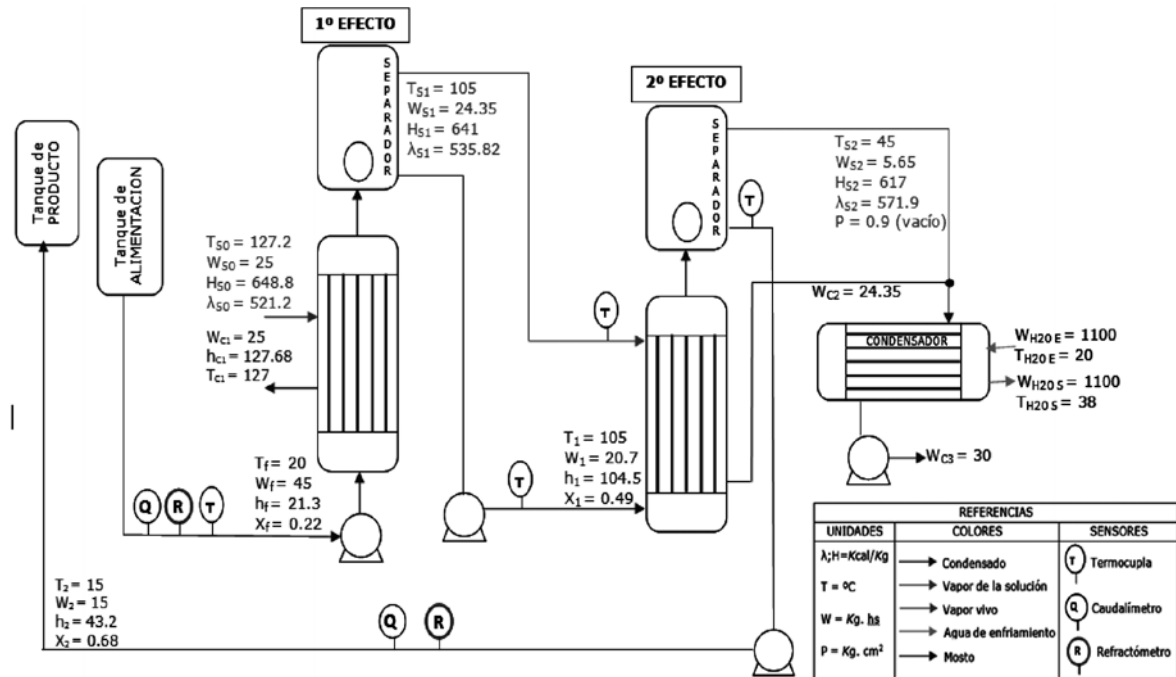 1º EFECTO
SEPARADOR
T_S1 = 105
W_S1 = 24.35
H_S1 = 641
λ_S1 = 535.82
2º EFECTO
SEPARADOR
T_S2 = 45
W_S2 = 5.65
H_S2 = 617
λ_S2 = 571.9
P = 0.9 (vacío)
Tanque de
PRODUCTO
Tanque de
ALIMENTACION
T
T_S0 = 127.2
W_S0 = 25
H_S0 = 648.8
λ_S0 = 521.2
W_C1 = 25
h_C1 = 127.68
T_C1 = 127
T
W_C2 = 24.35
CONDENSADOR
W_H20 E = 1100
T_H20 E = 20
W_H20 S = 1100
T_H20 S = 38
W_C3 = 30
T_f = 20
W_f = 45
h_f = 21.3
X_f = 0.22
Q
R
T
T
T_1 = 105
W_1 = 20.7
h_1 = 104.5
X_1 = 0.49
T_2 = 15
W_2 = 15
h_2 = 43.2
X_2 = 0.68
Q
R
REFERENCIAS
UNIDADES
COLORES
SENSORES
λ;H=Kcal/Kg
T = ºC
W = Kg. hs
P = Kg. cm²
Condensado
Vapor de la solución
Vapor vivo
Agua de enfriamiento
Mosto
T Termocupla
Q Caudalímetro
R Refractómetro